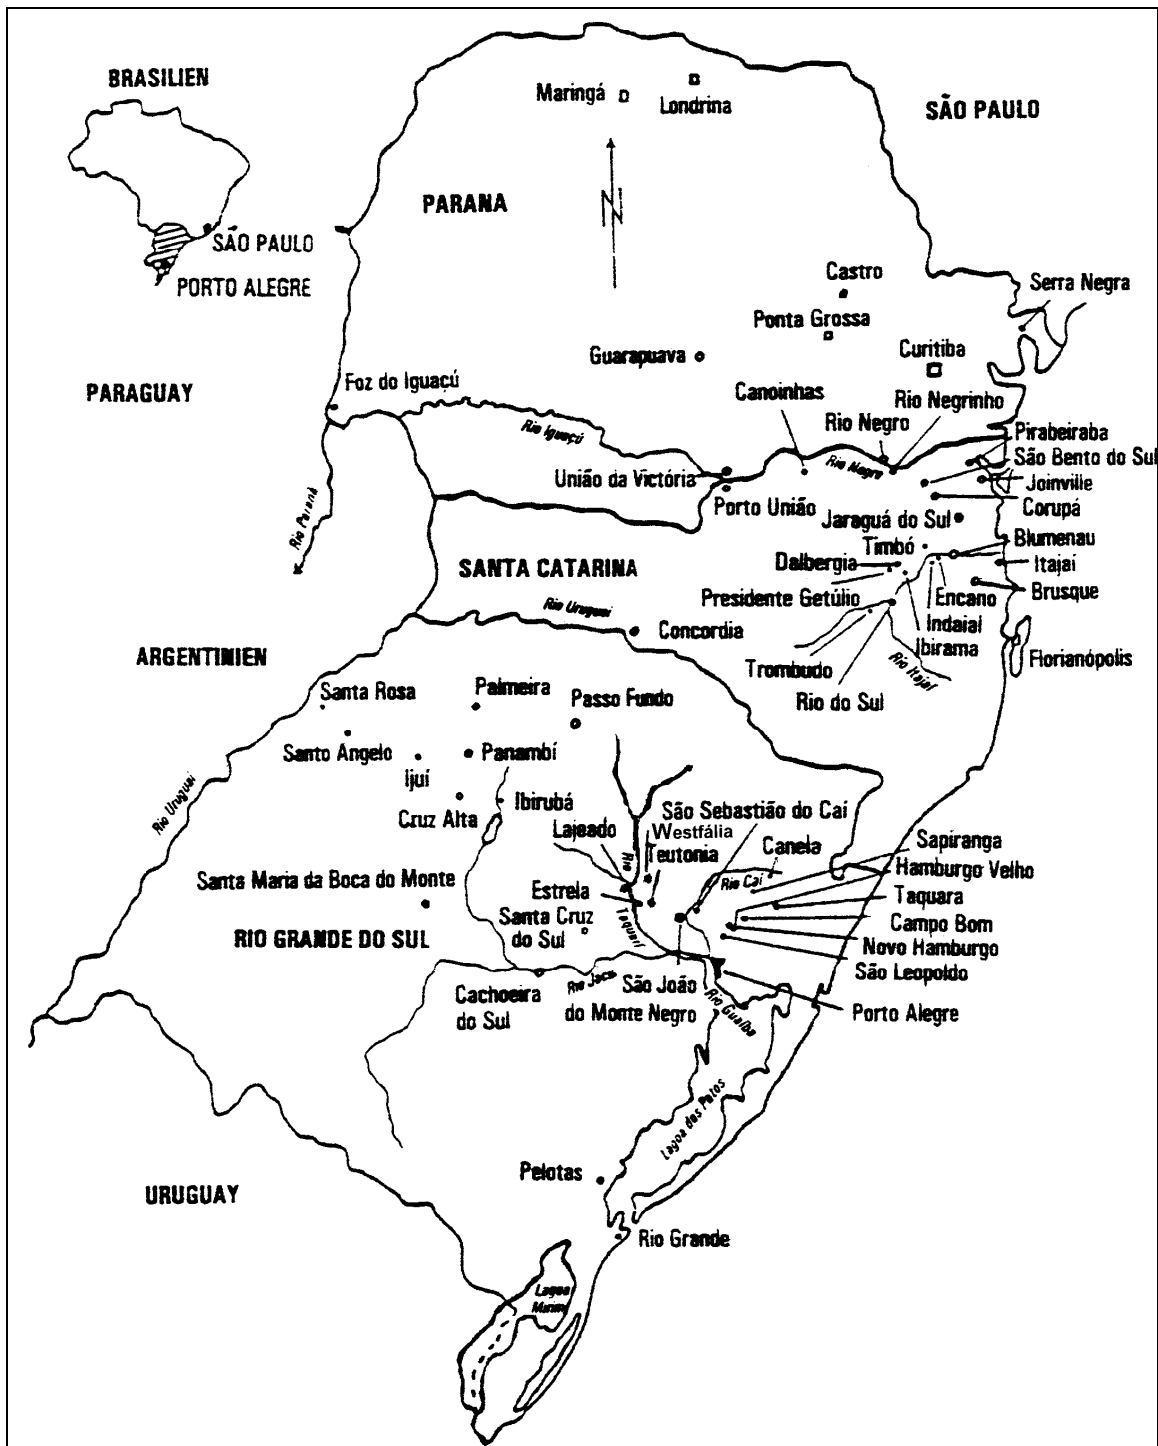 BRASILIEN
SÃO PAULO
PORTO ALEGRE
Maringá
Londrina
SÃO PAULO
PARANA
N
Castro
Serra Negra
Ponta Grossa
Guarapuava
Curitiba
PARAGUAY
Foz do Iguaçú
Canoinhas
Rio Negrinho
Rio Negro
Rio Iguaçú
Pirabeiraba
Rio Negro
São Bento do Sul
União da Victória
Joinville
Porto União
Corupá
Jaraguá do Sul
Rio Paraná
Blumenau
Timbó
SANTA CATARINA
Dalbergia
Itajaí
Brusque
Presidente Getúlio
Encano
Rio Uruguai
Indaial
Concordia
Ibirama
ARGENTINIEN
Florianópolis
Trombudo
Rio Itajaí
Rio do Sul
Santa Rosa
Palmeira
Passo Fundo
Santo Angelo
Panambí
Ijuí
Rio Uruguai
Ibirubá
São Sebastião do Caí
Cruz Alta
Lajeado
Westfália
Teutonia
Canela
Sapiranga
Hamburgo Velho
Rio
Rio Caí
Santa Maria da Boca do Monte
Estrela
Taquara
Santa Cruz
do Sul
Taquari
Campo Bom
RIO GRANDE DO SUL
Novo Hamburgo
São Leopoldo
Cachoeira
do Sul
Rio Jacuí
São João
do Monte Negro
Rio Guaíba
Porto Alegre
Lagoa dos Patos
Pelotas
URUGUAY
Rio Grande
Lagoa
Mirim